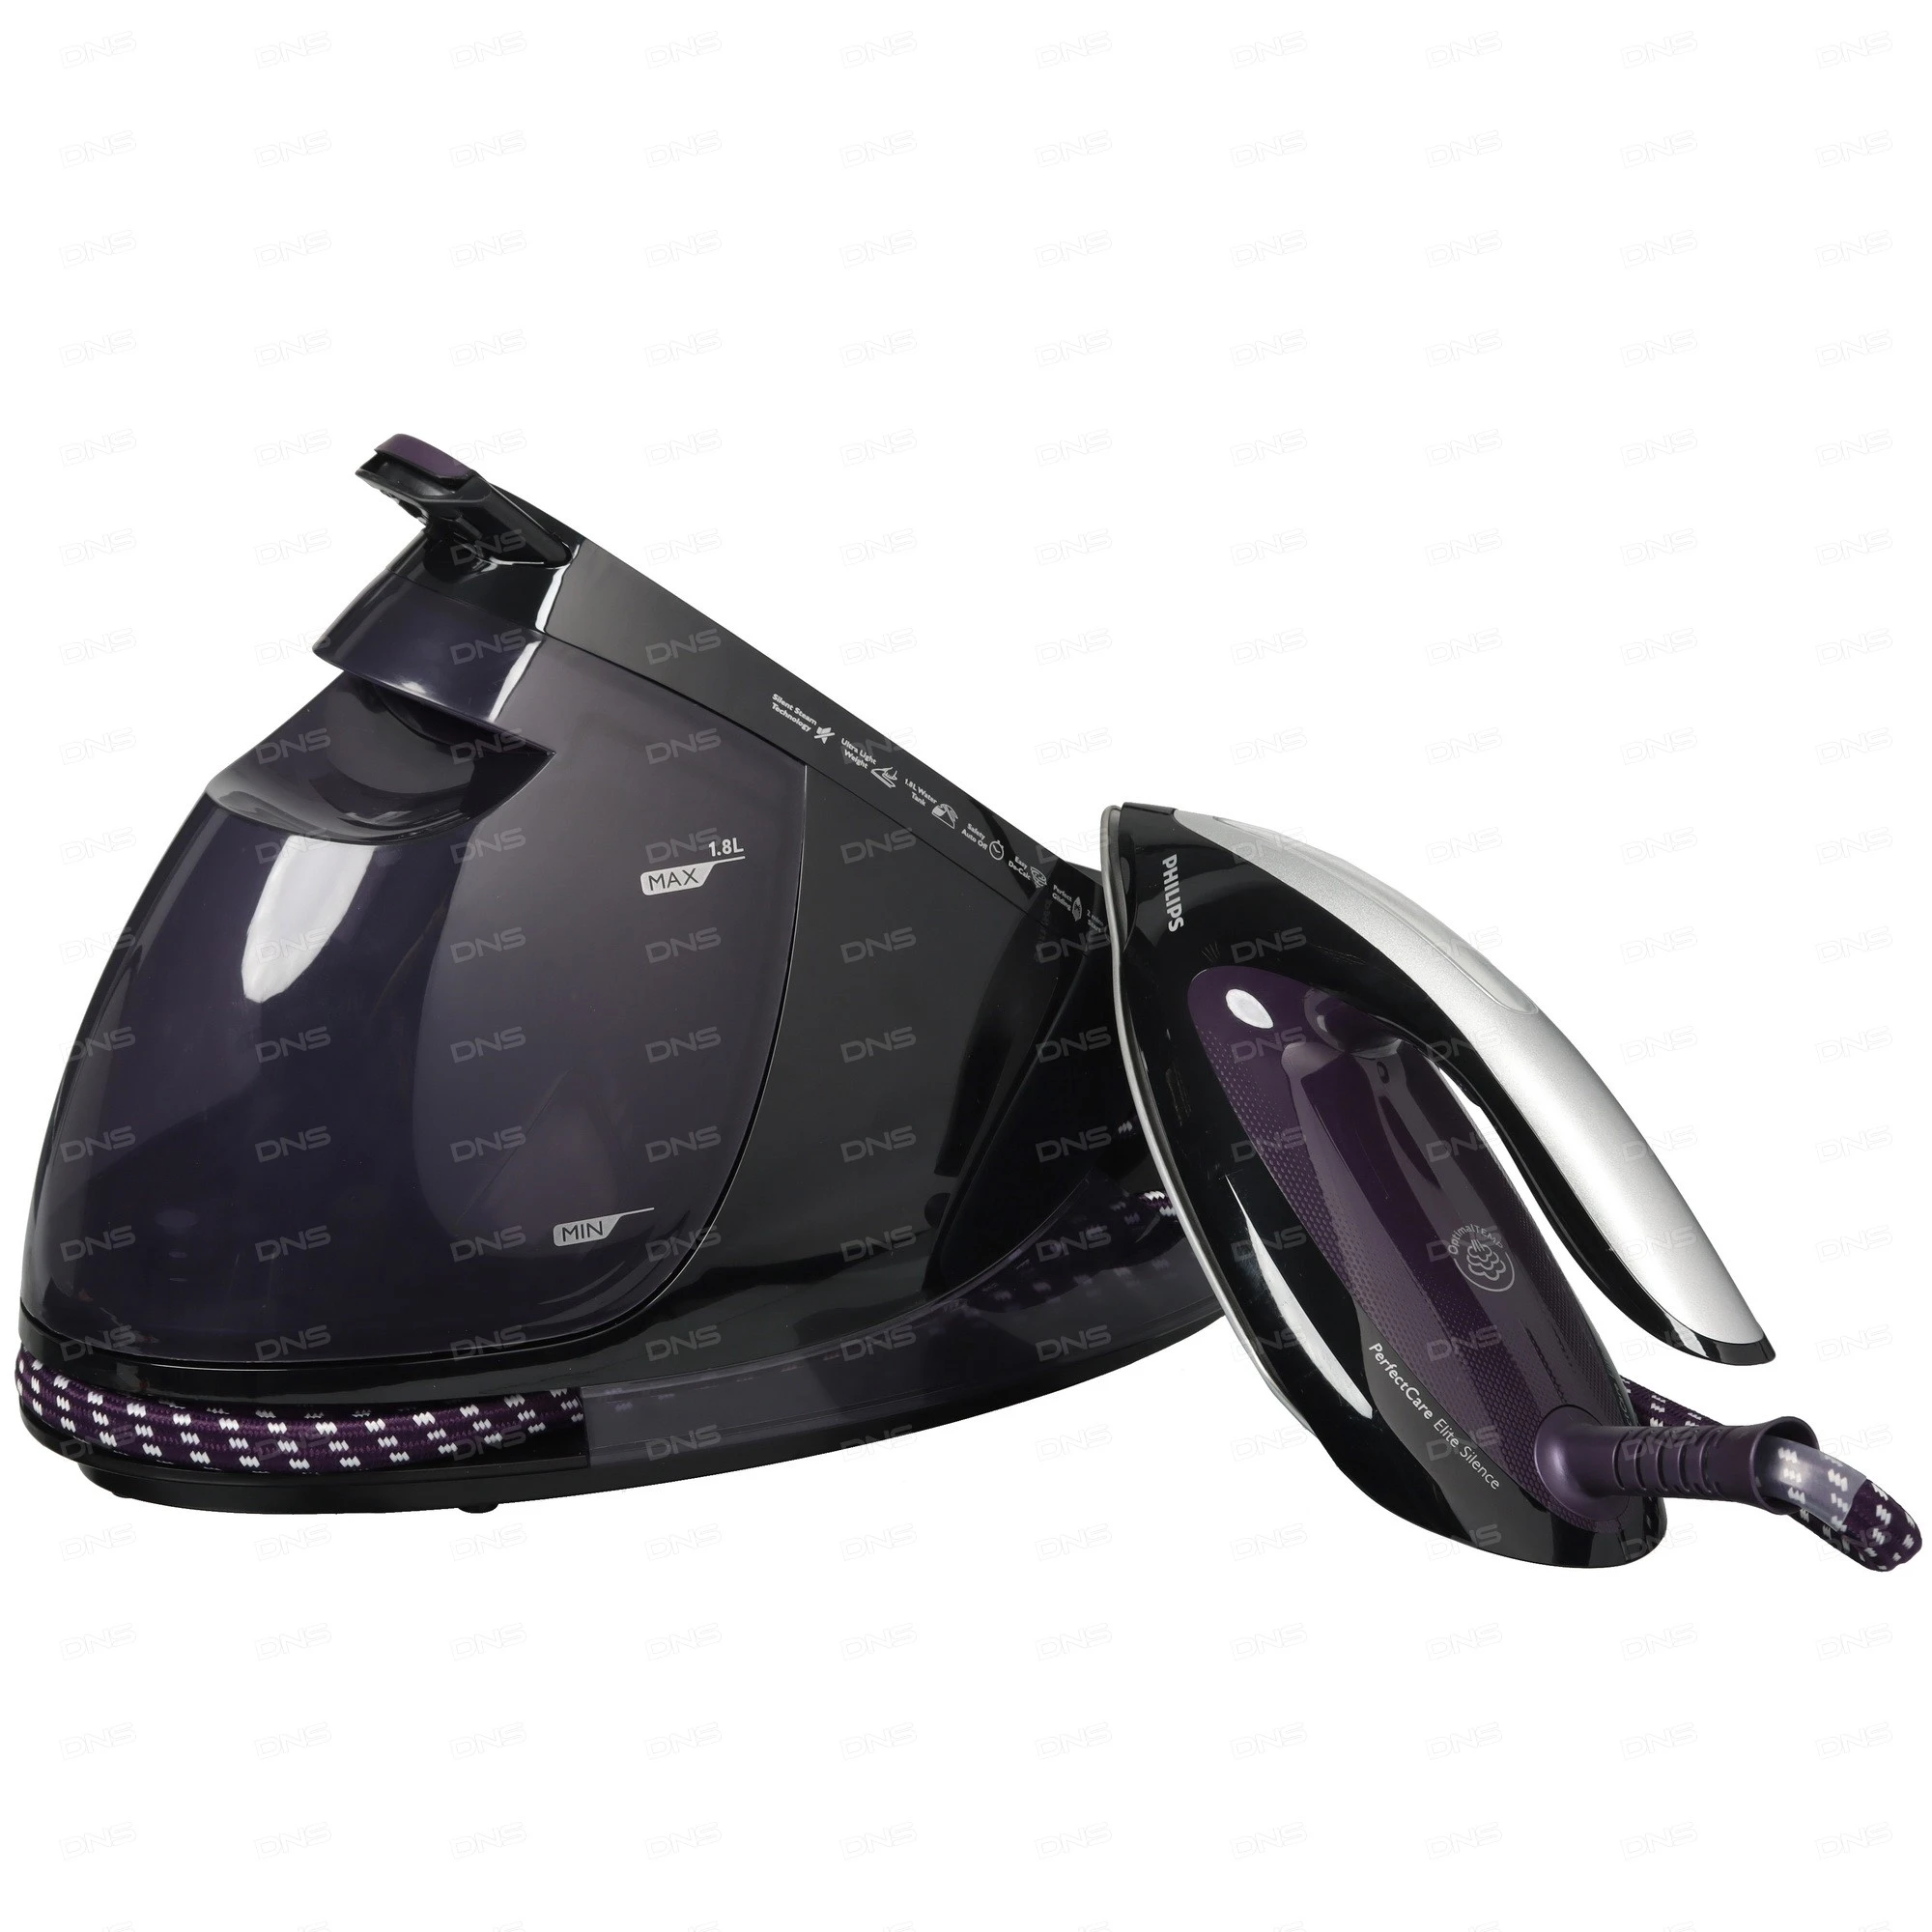 Silent Steam
Technology
Ultra Light
Weight
1.8L Water
Tank
Safety
Auto Off
Easy
De-Calc
Perfect
Gliding
1.8L
MAX
MIN
PHILIPS
OptimalTEMP
PerfectCare Elite Silence
DNS